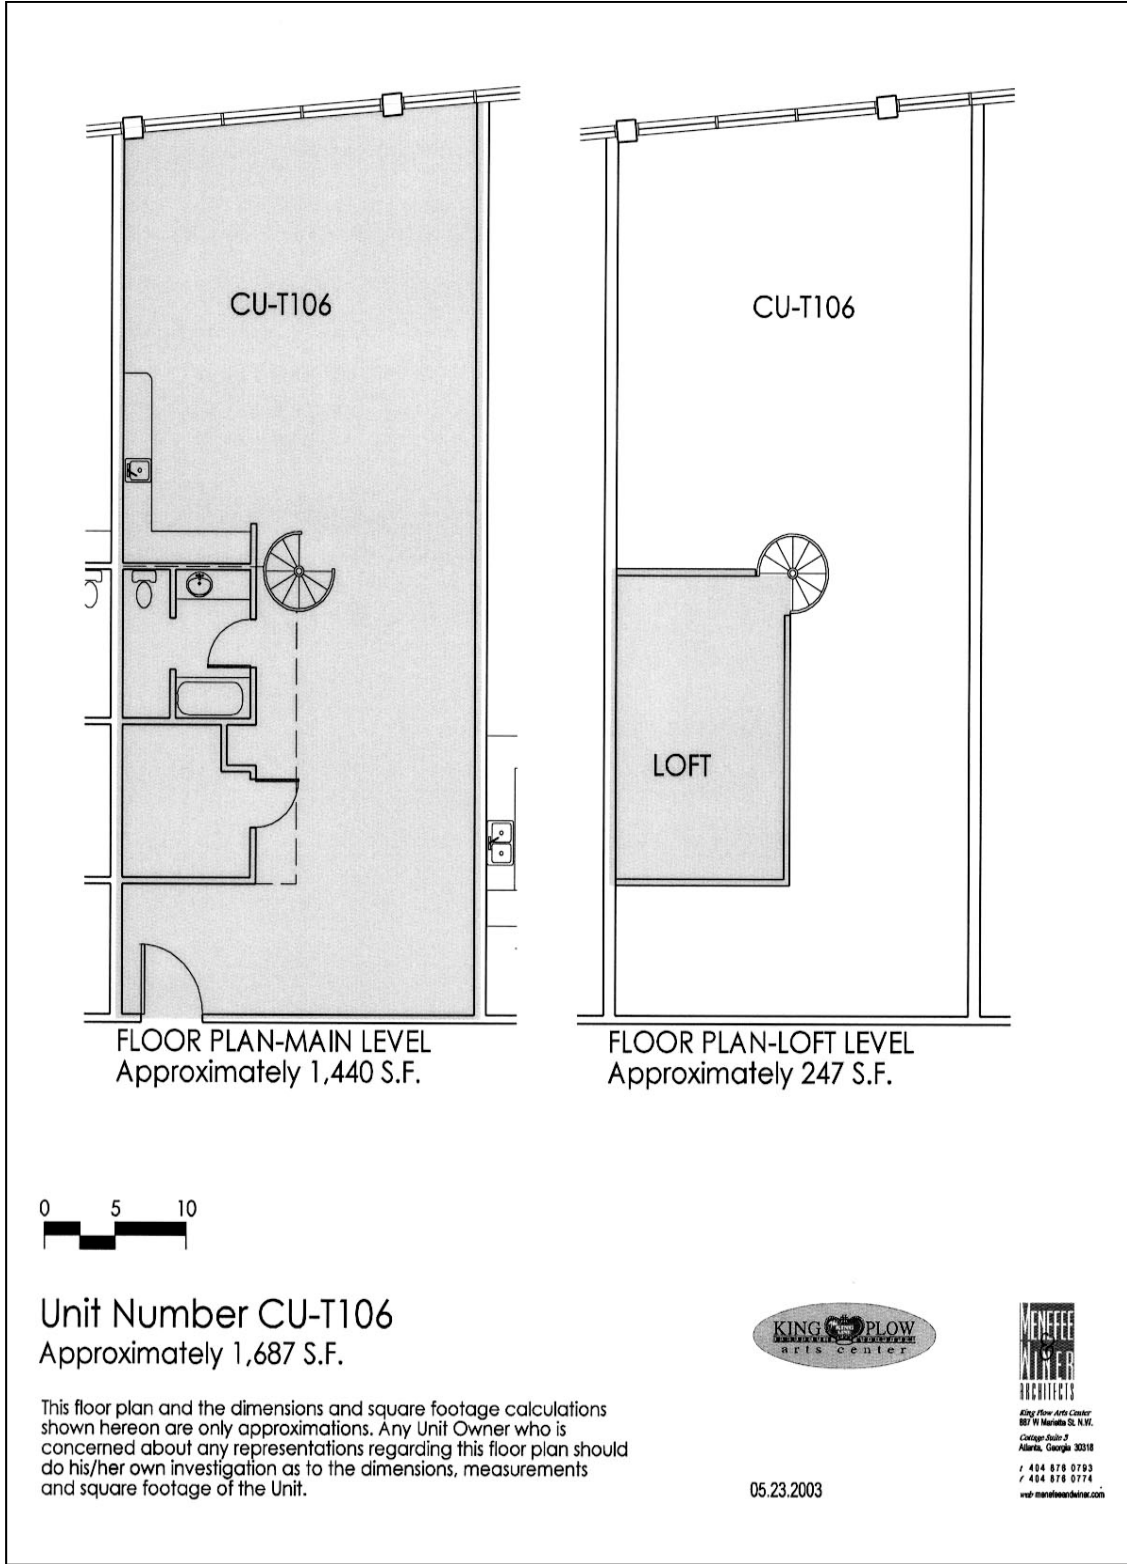 CU-T106
CU-T106
LOFT
FLOOR PLAN-MAIN LEVEL
Approximately 1,440 S.F.
FLOOR PLAN-LOFT LEVEL
Approximately 247 S.F.
0 5 10
Unit Number CU-T106
Approximately 1,687 S.F.
This floor plan and the dimensions and square footage calculations
shown hereon are only approximations. Any Unit Owner who is
concerned about any representations regarding this floor plan should
do his/her own investigation as to the dimensions, measurements
and square footage of the Unit.
KING PLOW
arts center
05.23.2003
MENEFEE
&
WINER
ARCHITECTS
King Plow Arts Center
887 W Marietta St. N.W.
Cottage Suite 3
Atlanta, Georgia 30318
404 876 0793
404 876 0774
web: menefeeandwiner.com